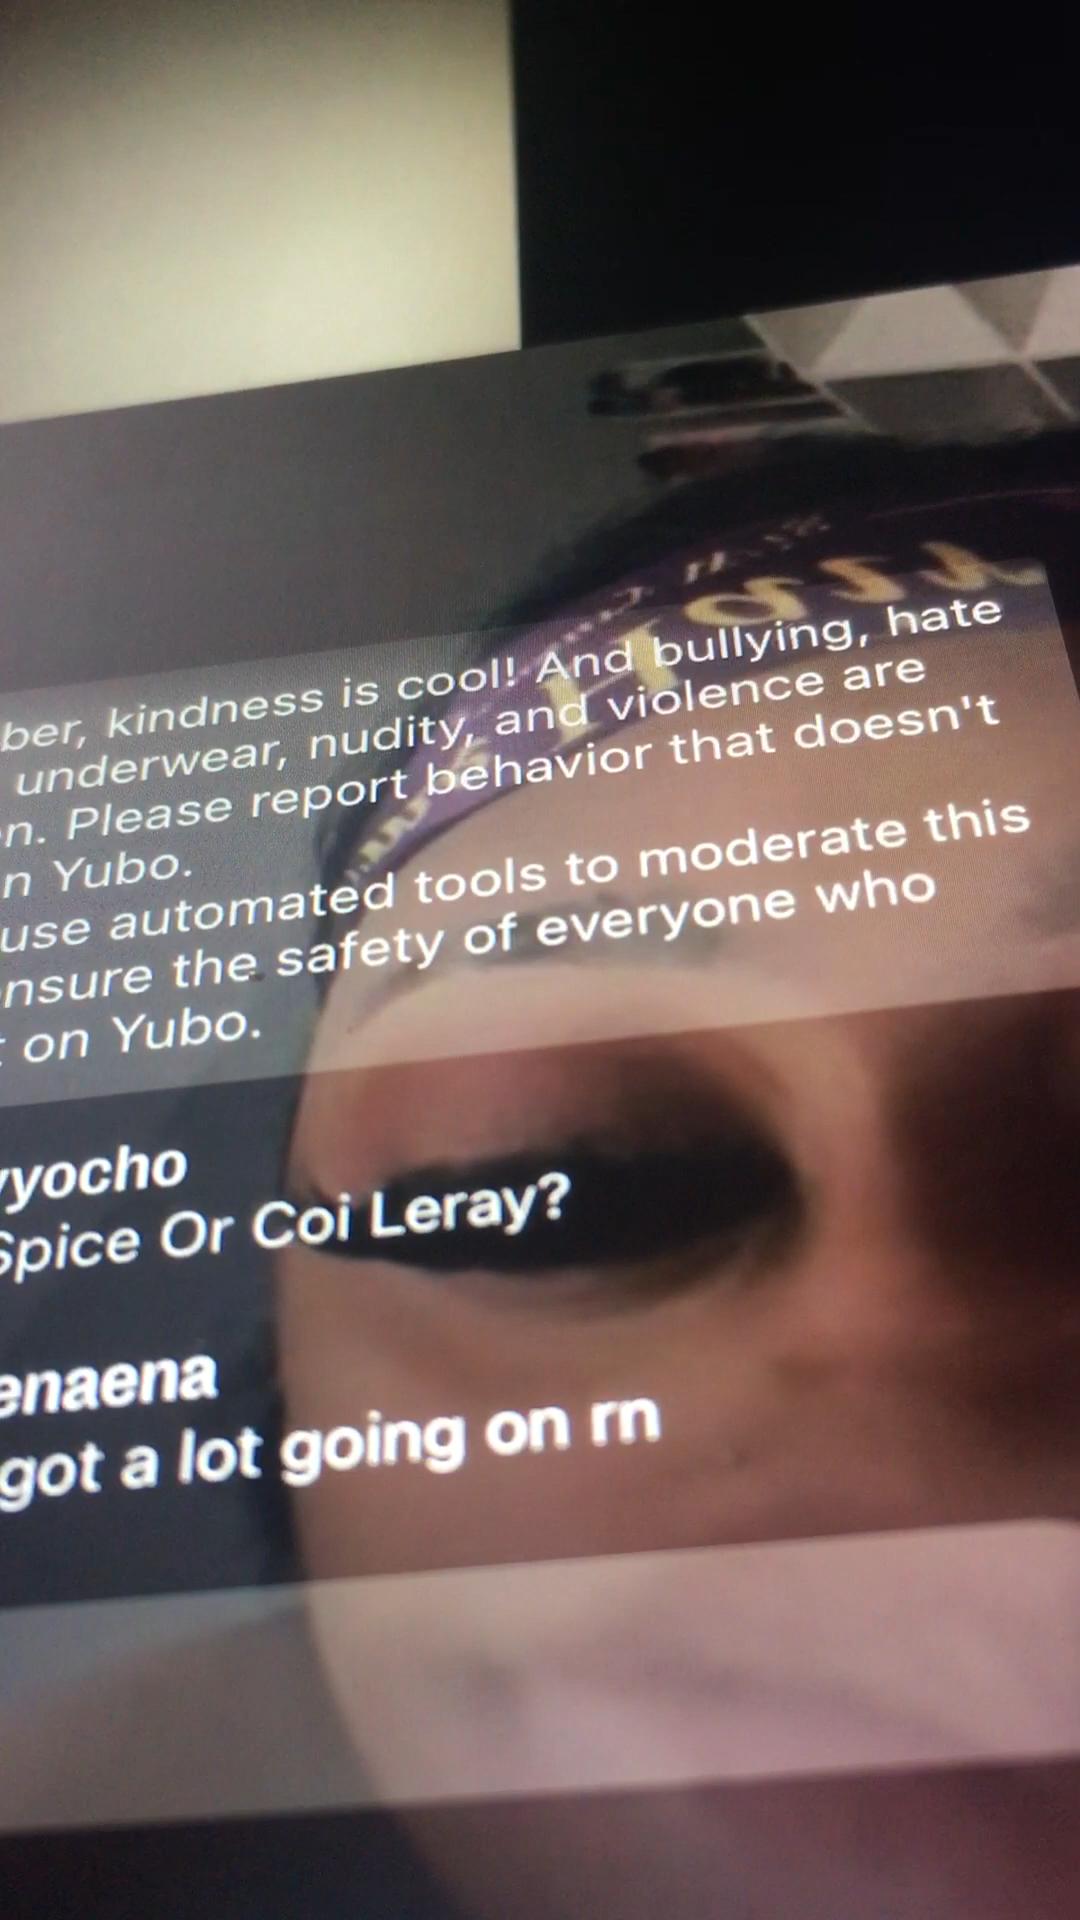 ber, kindness is cool! And bullying, hate
underwear, nudity, and violence are
n. Please report behavior that doesn't
n Yubo.
use automated tools to moderate this
nsure the safety of everyone who
t on Yubo.
yyocho
Spice Or Coi Leray?
enaena
got a lot going on rn